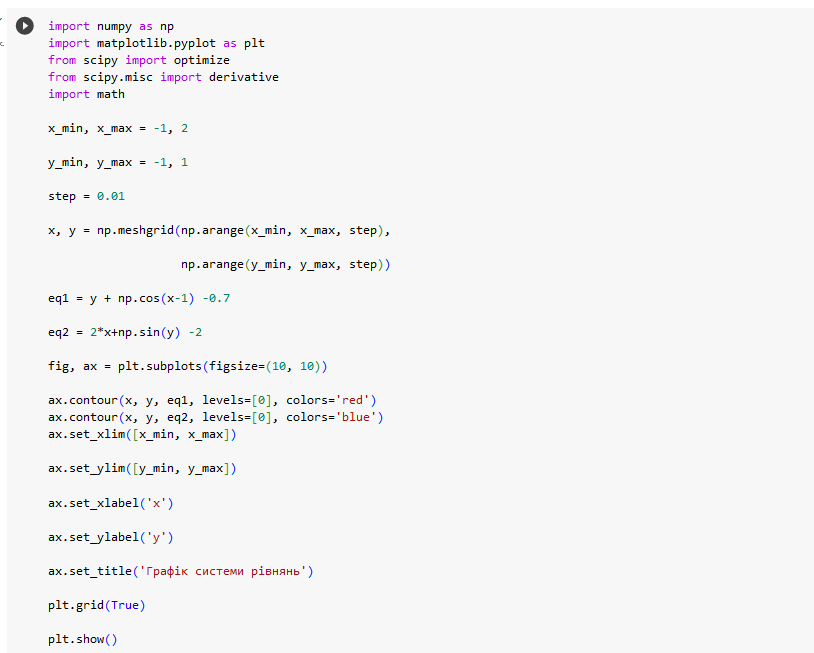 import numpy as np
import matplotlib.pyplot as plt
from scipy import optimize
from scipy.misc import derivative
import math
x_min, x_max = -1, 2
y_min, y_max = -1, 1
step = 0.01
x, y = np.meshgrid(np.arange(x_min, x_max, step),
np.arange(y_min, y_max, step))
eq1 = y + np.cos(x-1) -0.7
eq2 = 2*x+np.sin(y) -2
fig, ax = plt.subplots(figsize=(10, 10))
ax.contour(x, y, eq1, levels=[0], colors='red')
ax.contour(x, y, eq2, levels=[0], colors='blue')
ax.set_xlim([x_min, x_max])
ax.set_ylim([y_min, y_max])
ax.set_xlabel('x')
ax.set_ylabel('y')
ax.set_title('Графік системи рівнянь')
plt.grid(True)
plt.show()